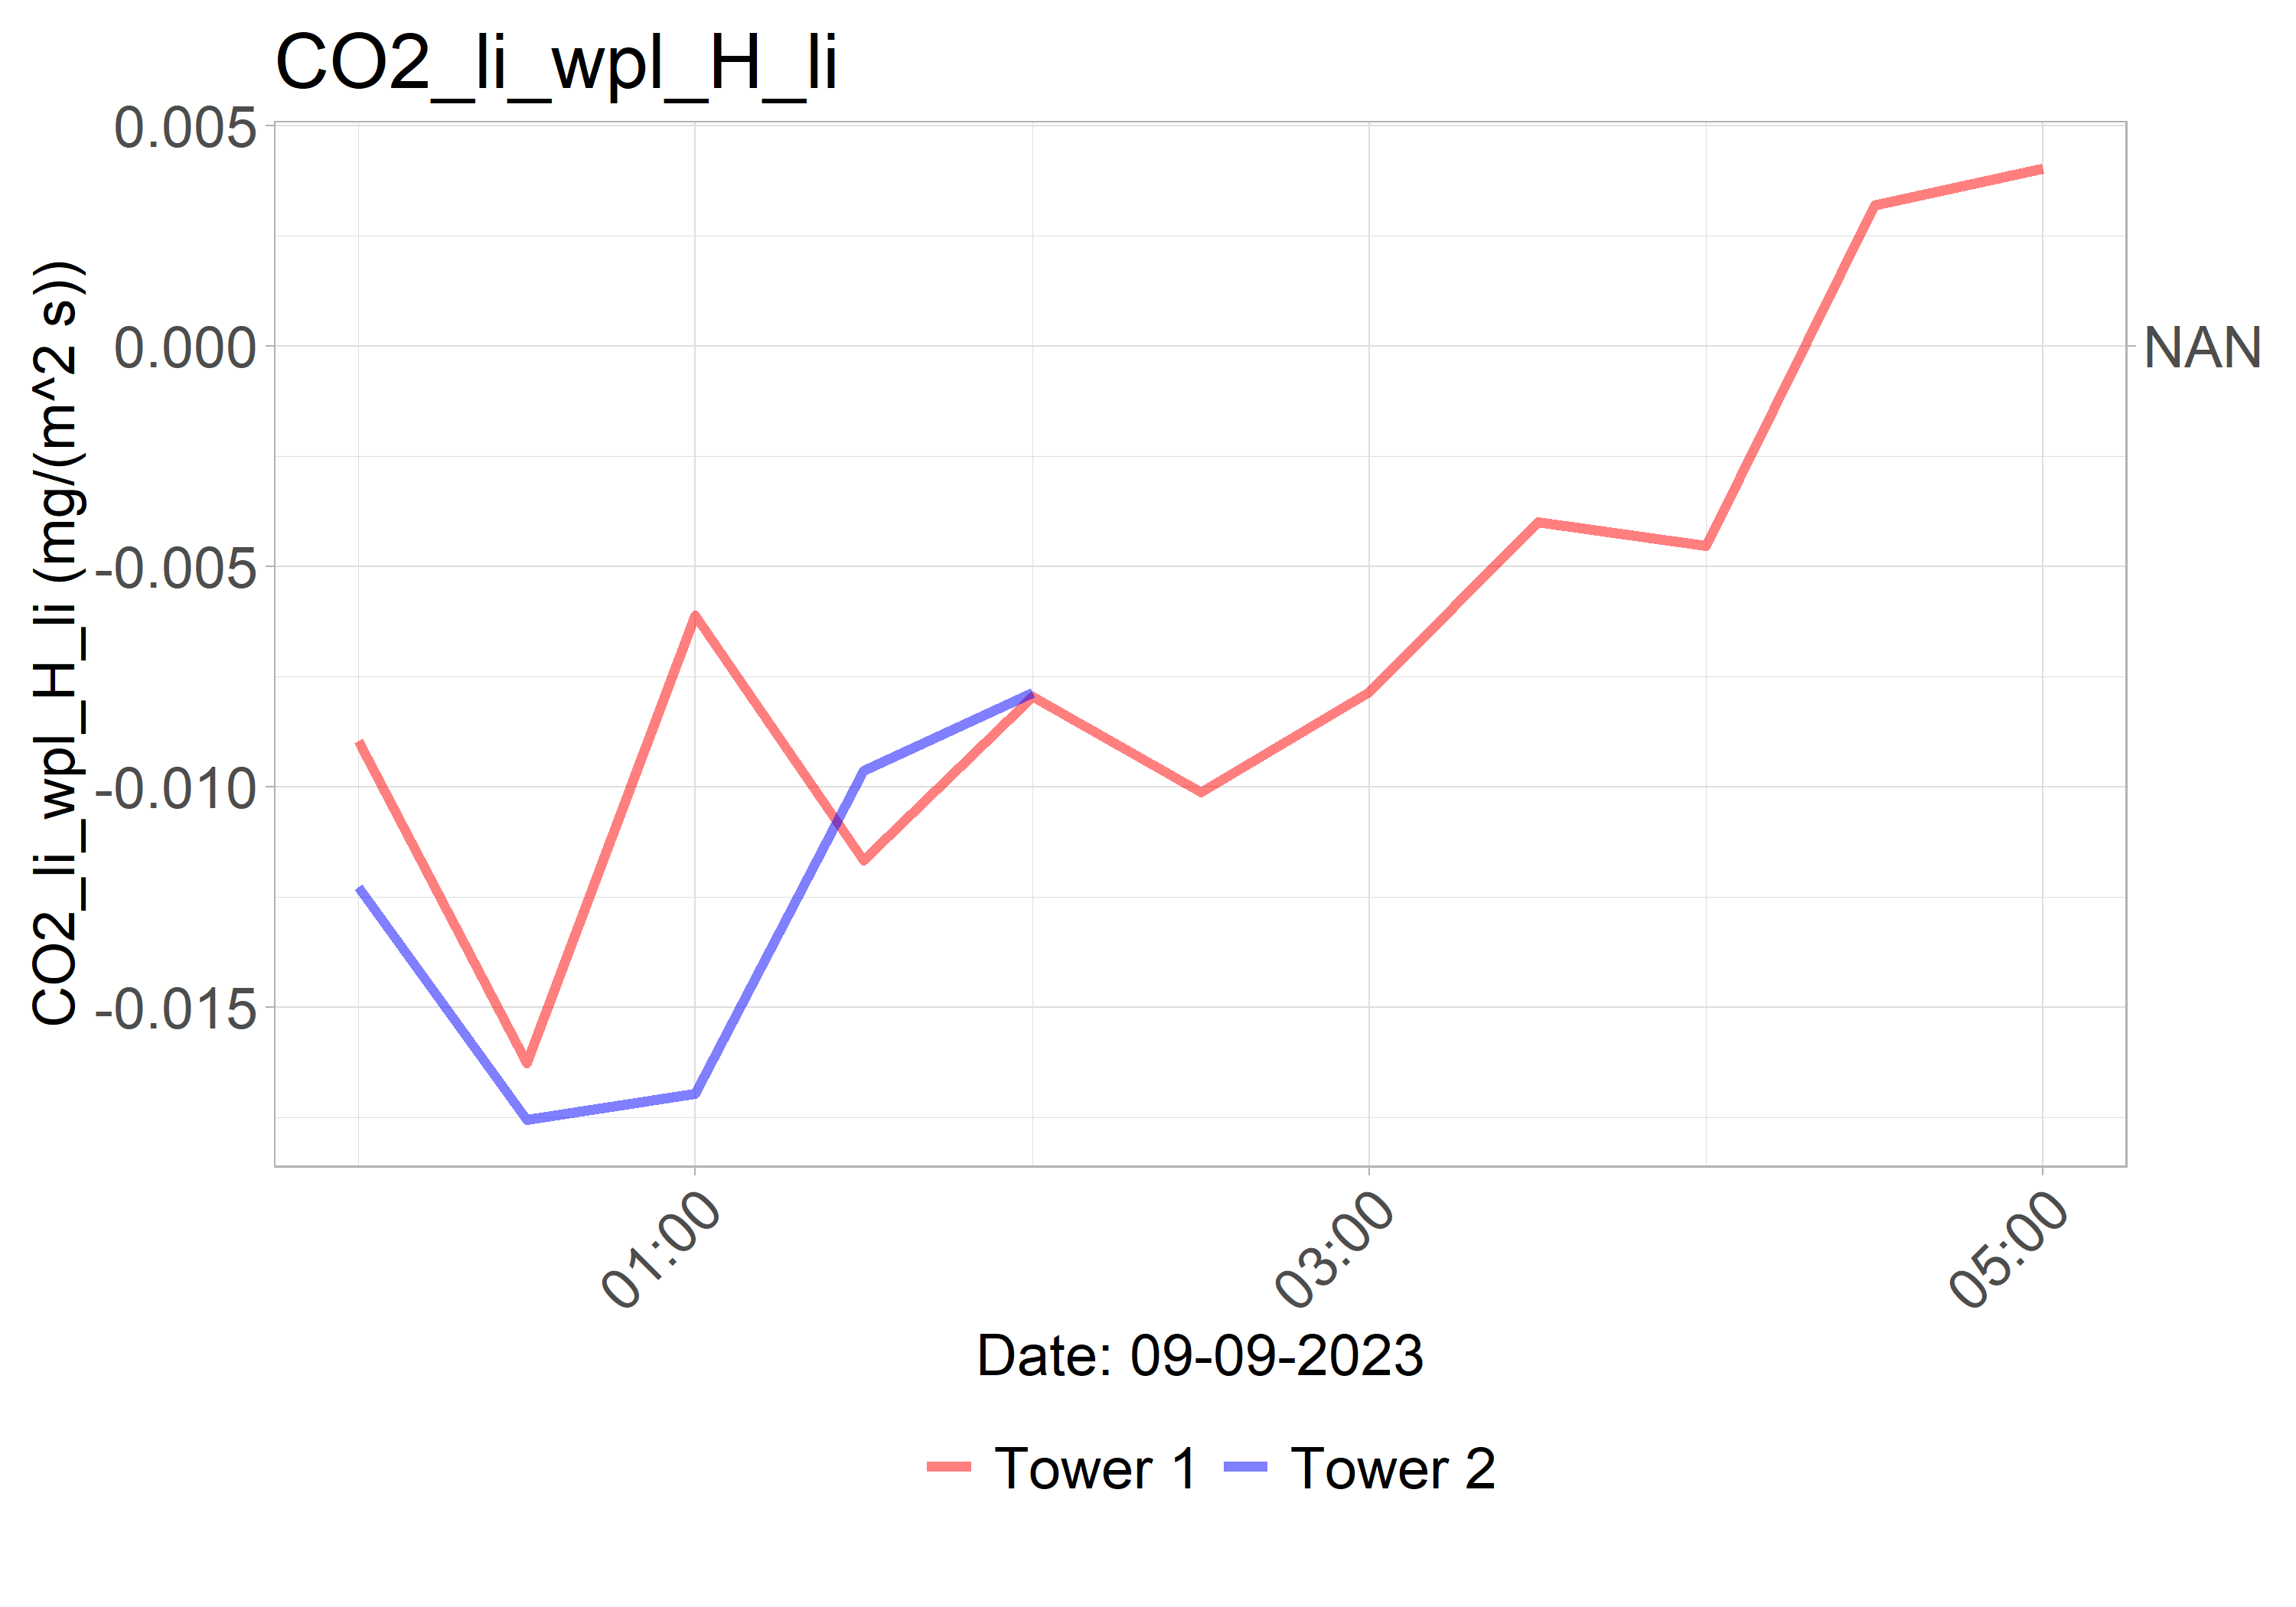 CO2_li_wpl_H_li
CO2_li_wpl_H_li (mg/(m^2 s))
0.005
0.000
-0.005
-0.010
-0.015
NAN
01:00
03:00
05:00
Date: 09-09-2023
Tower 1
Tower 2